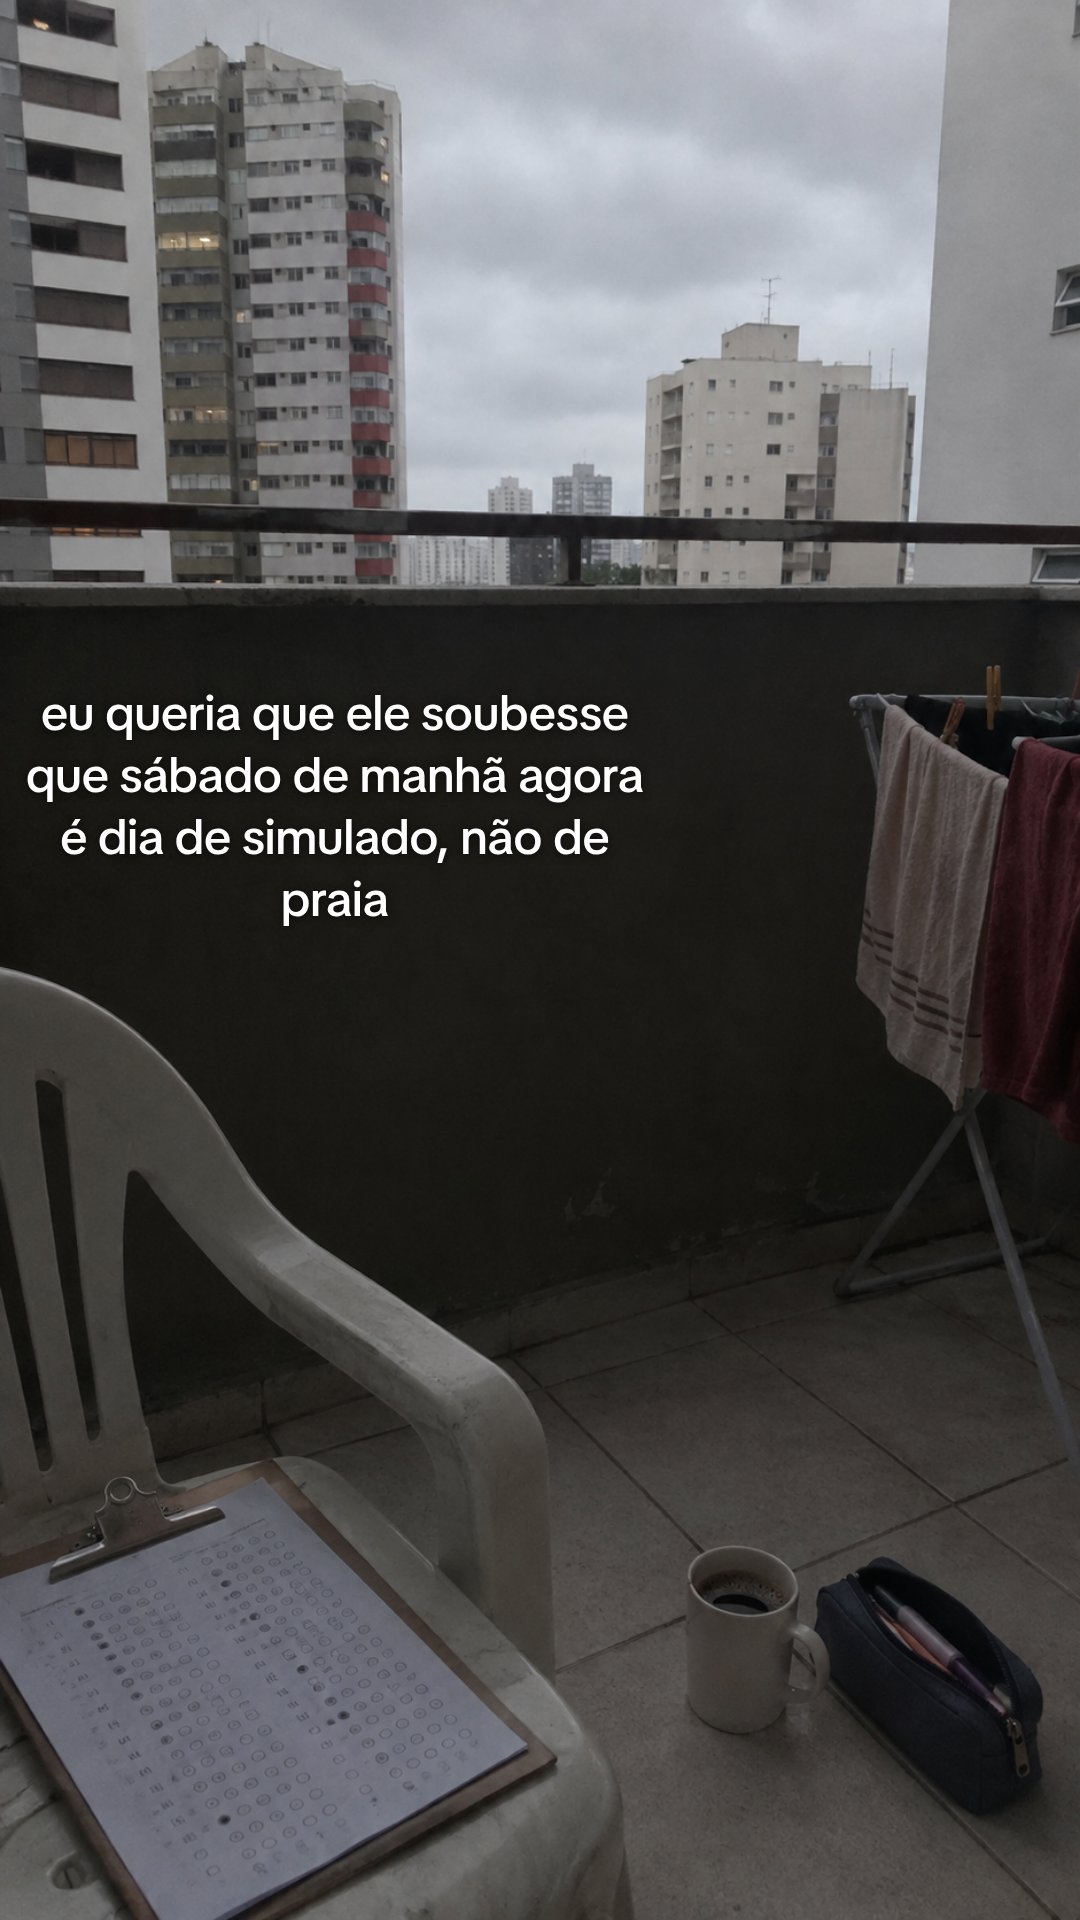 eu queria que ele soubesse
que sábado de manhã agora
é dia de simulado, não de
praia